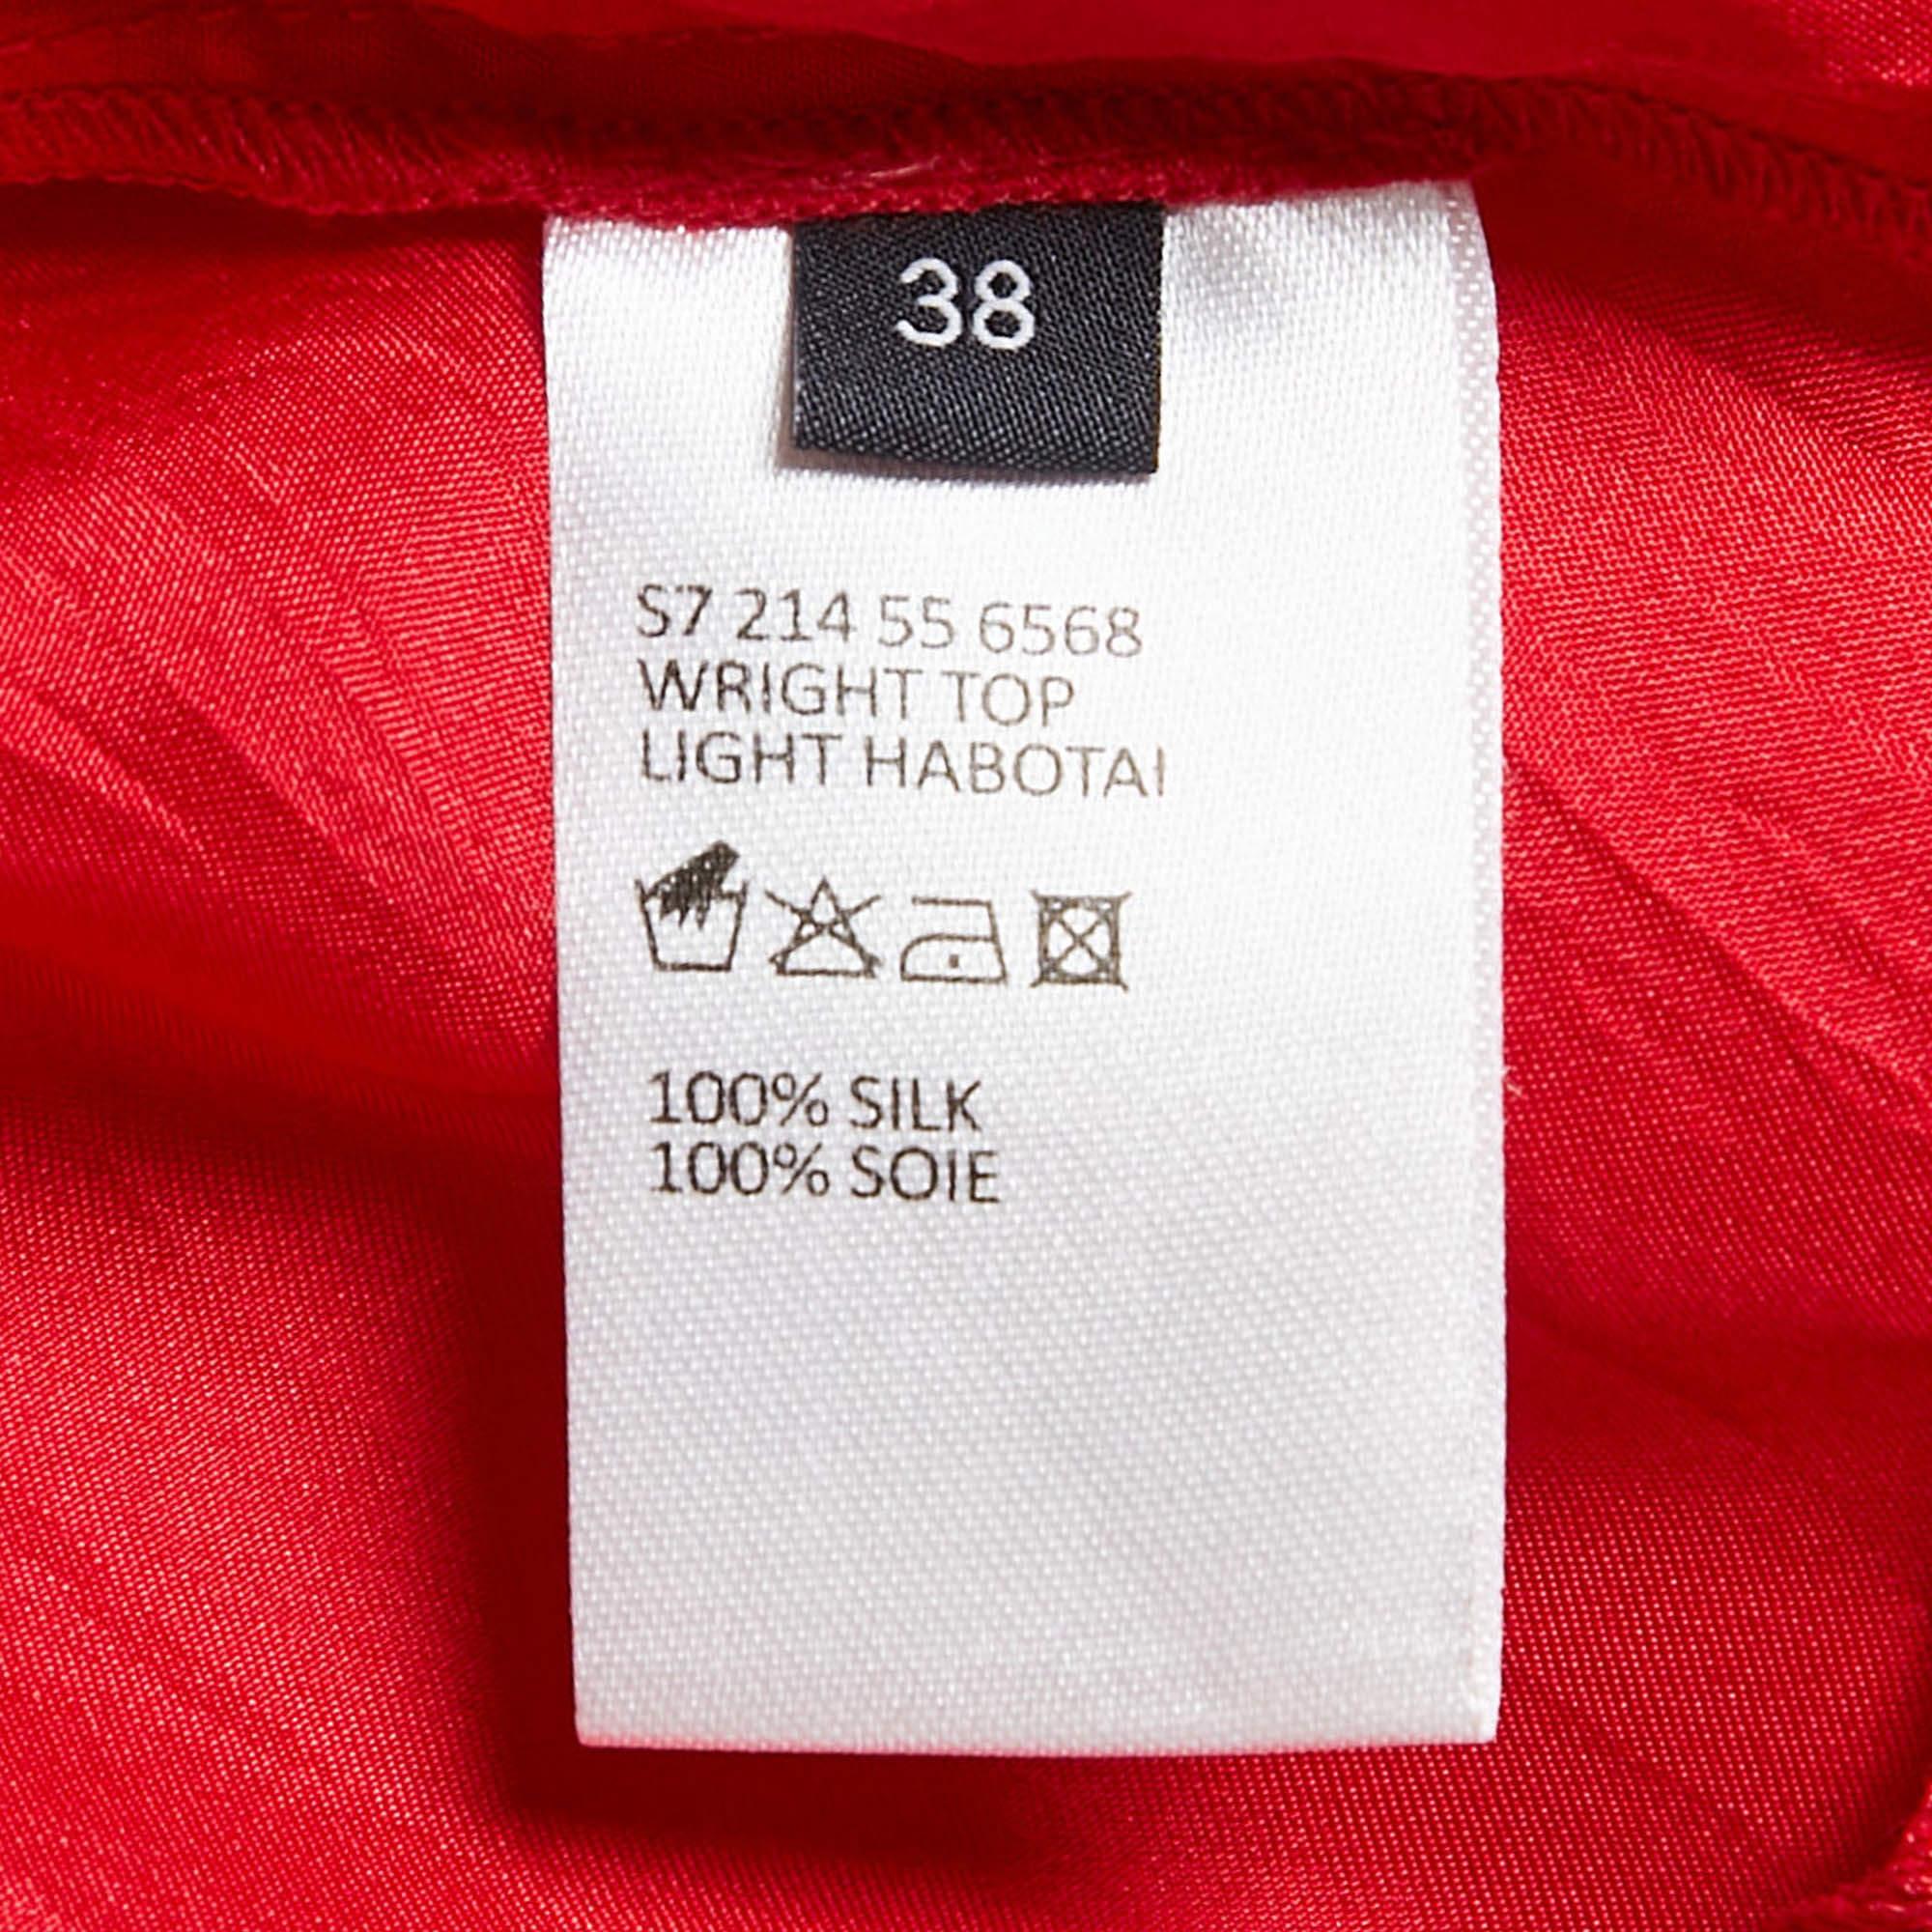 38
S7 214 55 6568
WRIGHT TOP
LIGHT HABOTAI
100% SILK
100% SOIE